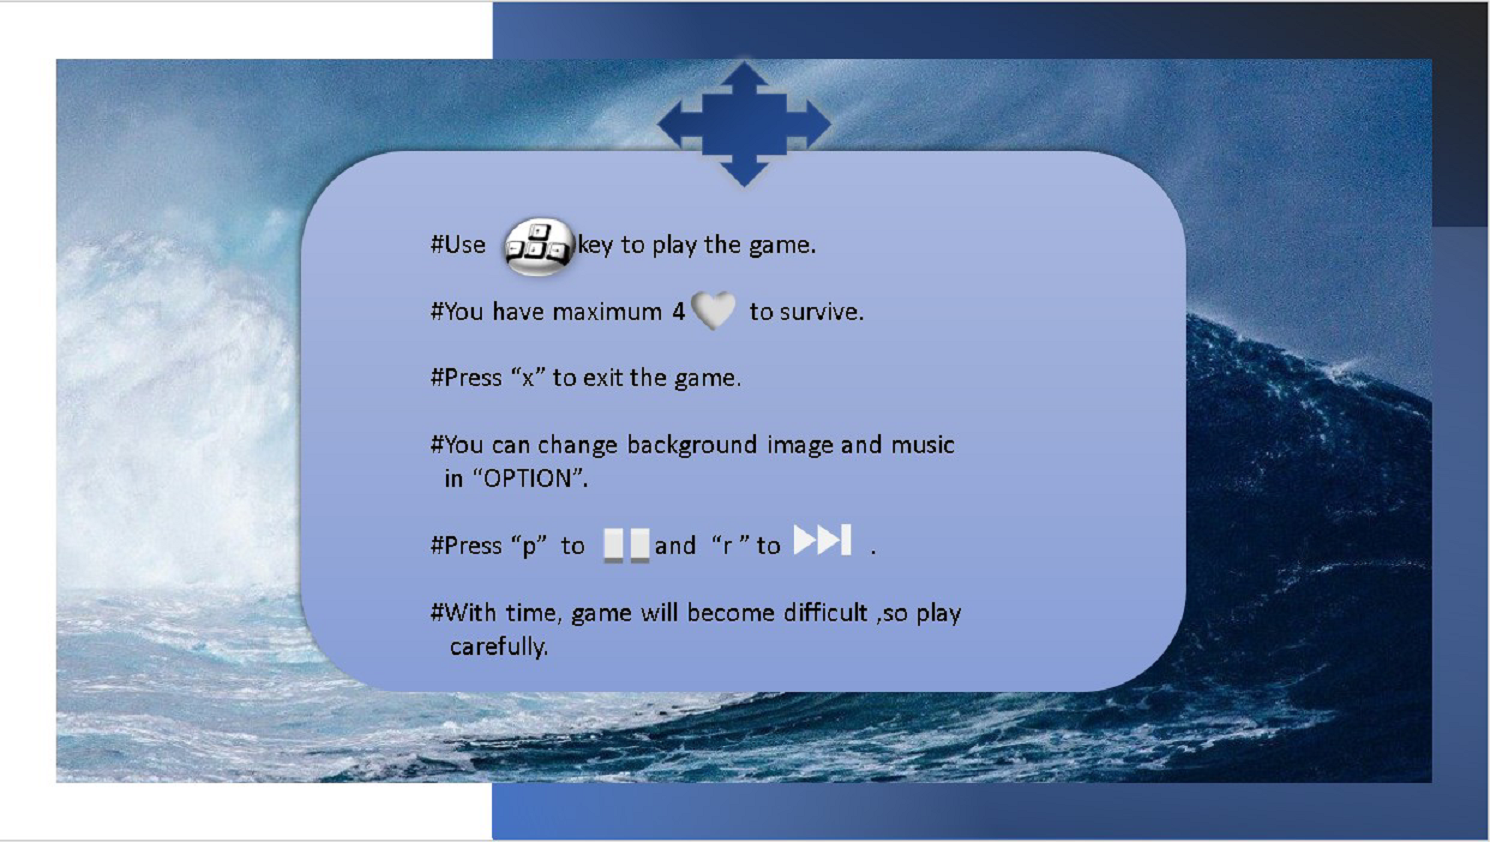 #Use key to play the game.
#You have maximum 4 to survive.
#Press “x” to exit the game.
#You can change background image and music
in “OPTION”.
#Press “p” to and “r ” to .
#With time, game will become difficult ,so play
carefully.